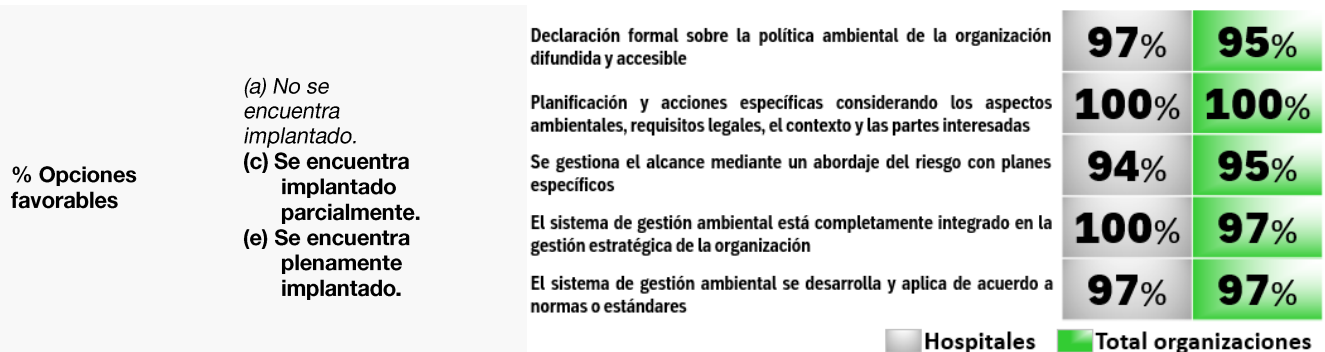 % Opciones
favorables
(a) No se
encuentra
implantado.
(c) Se encuentra
implantado
parcialmente.
(e) Se encuentra
plenamente
implantado.
Declaración formal sobre la política ambiental de la organización
difundida y accesible
97% 95%
Planificación y acciones específicas considerando los aspectos
ambientales, requisitos legales, el contexto y las partes interesadas
100% 100%
Se gestiona el alcance mediante un abordaje del riesgo con planes
específicos
94% 95%
El sistema de gestión ambiental está completamente integrado en la
gestión estratégica de la organización
100% 97%
El sistema de gestión ambiental se desarrolla y aplica de acuerdo a
normas o estándares
97% 97%
Hospitales Total organizaciones